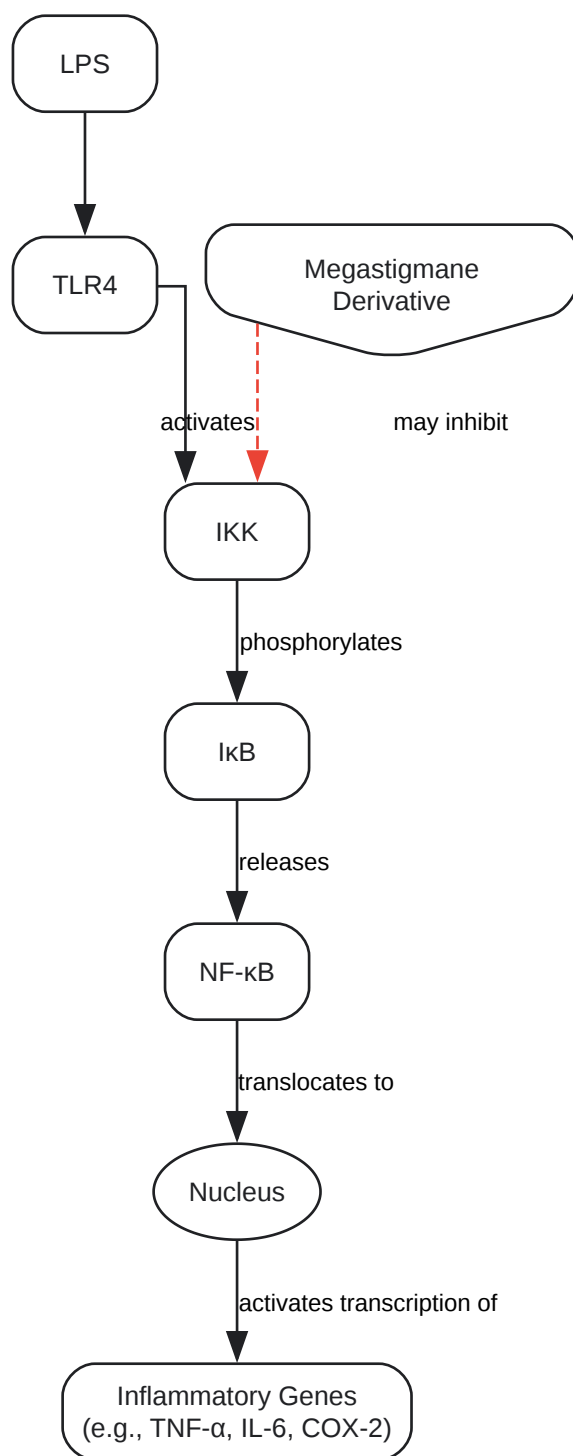 LPS
TLR4
Megastigmane
Derivative
activates
may inhibit
IKK
phosphorylates
IκB
releases
NF-κB
translocates to
Nucleus
activates transcription of
Inflammatory Genes
(e.g., TNF-α, IL-6, COX-2)